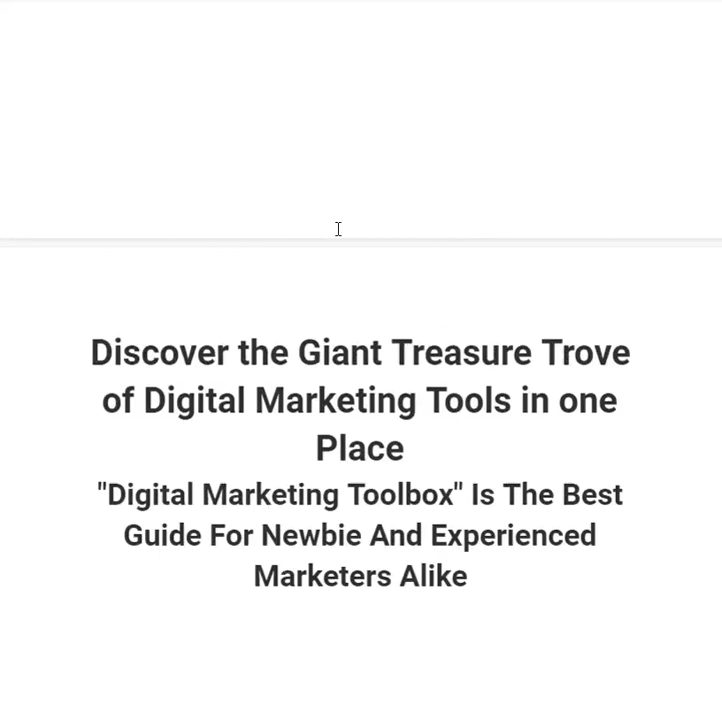 Discover the Giant Treasure Trove
of Digital Marketing Tools in one
Place
"Digital Marketing Toolbox" Is The Best
Guide For Newbie And Experienced
Marketers Alike